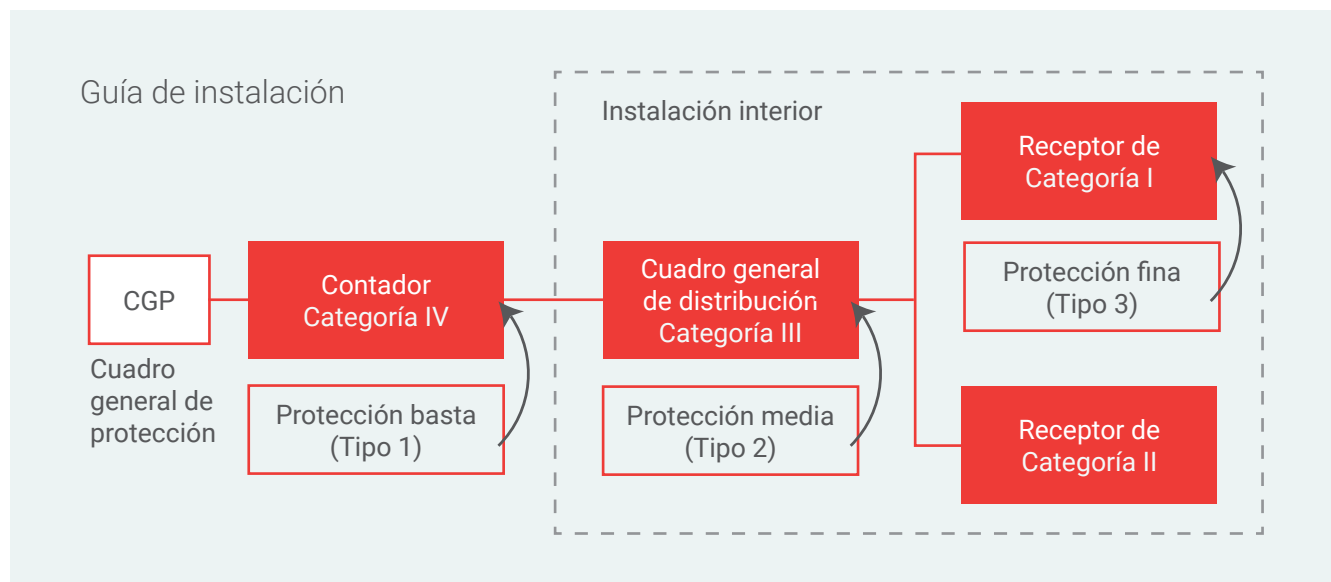 Guía de instalación
Instalación interior
CGP
Cuadro
general de
protección
Contador
Categoría IV
Protección basta
(Tipo 1)
Cuadro general
de distribución
Categoría III
Protección media
(Tipo 2)
Receptor de
Categoría I
Protección fina
(Tipo 3)
Receptor de
Categoría II